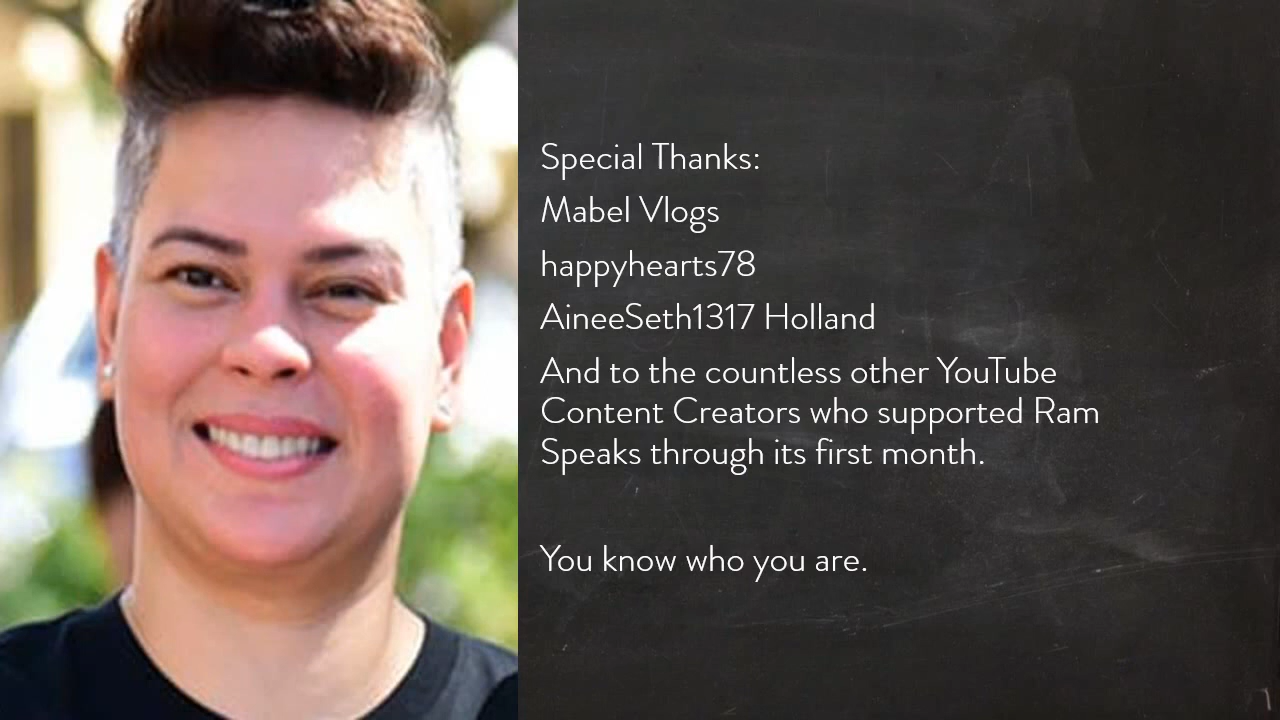 Special Thanks:
Mabel Vlogs
happyhearts78
AineeSeth1317 Holland
And to the countless other YouTube
Content Creators who supported Ram
Speaks through its first month.
You know who you are.